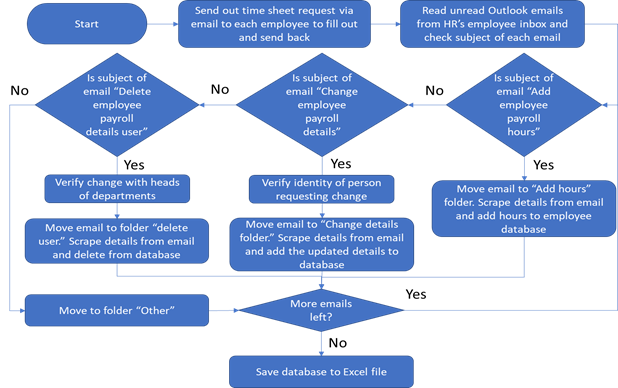 Start
Send out time sheet request via
email to each employee to fill out
and send back
Read unread Outlook emails
from HR's employee inbox and
check subject of each email
No
Is subject of
email "Delete
employee
payroll
details user"
No
Is subject of
email "Change
employee
payroll
details"
No
Is subject of
email "Add
employee
payroll
hours"
Yes
Yes
Yes
Verify change with heads
of departments
Verify identity of person
requesting change
Move email to "Add hours"
folder. Scrape details from email
and add hours to employee
database
Move email to folder "delete
user." Scrape details from email
and delete from database
Move email to "Change details
folder." Scrape details from email
and add the updated details to
database
Move to folder "Other"
More emails
left?
Yes
No
Save database to Excel file